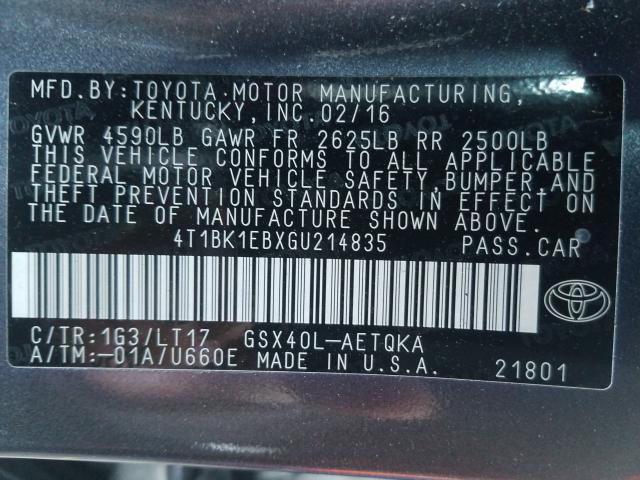 MFD.BY:TOYOTA MOTOR MANUFACTURING,
KENTUCKY,INC.02/16
GVWR 4590LB GAWR FR 2625LB RR 2500LB
THIS VEHICLE CONFORMS TO ALL APPLICABLE
FEDERAL MOTOR VEHICLE SAFETY,BUMPER,AND
THEFT PREVENTION STANDARDS IN EFFECT ON
THE DATE OF MANUFACTURE SHOWN ABOVE.
4T1BK1EBXGU214835 PASS.CAR
C/TR:1G3/LT17 GSX40L-AETQKA
A/TM:-01A/U660E MADE IN U.S.A. 21801